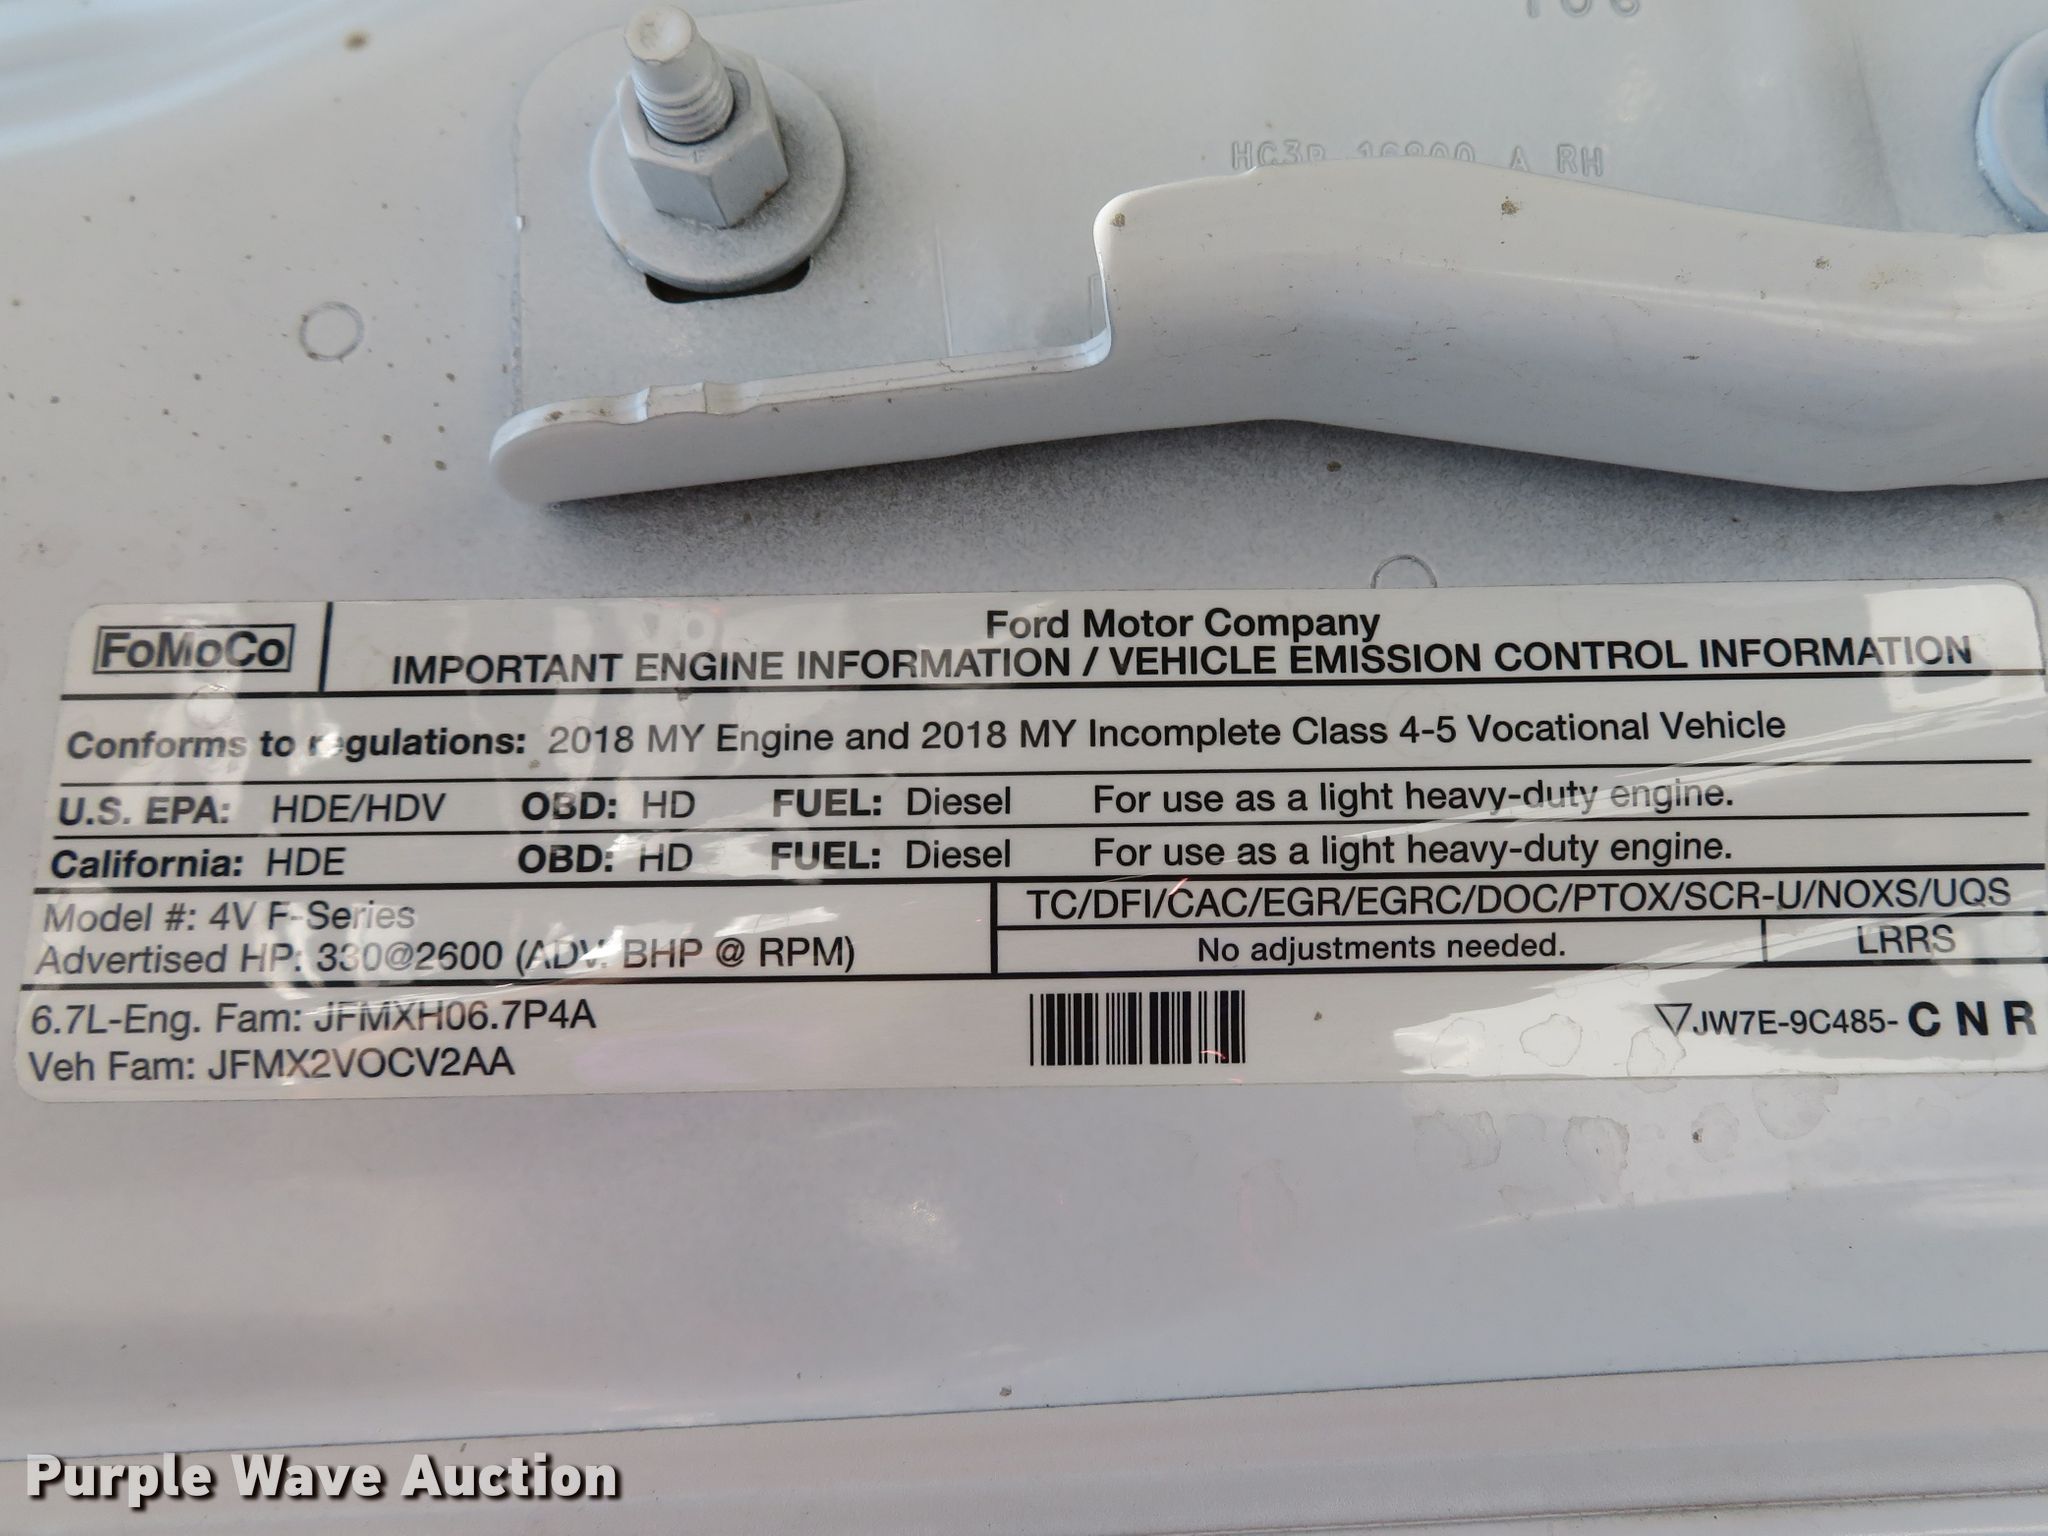 HC3B 16800 A RH
FoMoCo
Ford Motor Company
IMPORTANT ENGINE INFORMATION / VEHICLE EMISSION CONTROL INFORMATION
Conforms to regulations: 2018 MY Engine and 2018 MY Incomplete Class 4-5 Vocational Vehicle
U.S. EPA: HDE/HDV OBD: HD FUEL: Diesel For use as a light heavy-duty engine.
California: HDE OBD: HD FUEL: Diesel For use as a light heavy-duty engine.
Model #: 4V F-Series
Advertised HP: 330@2600 (ADV. BHP @ RPM)
TC/DFI/CAC/EGR/EGRC/DOC/PTOX/SCR-U/NOXS/UQS
No adjustments needed. LRRS
6.7L-Eng. Fam: JFMXH06.7P4A
Veh Fam: JFMX2VOCV2AA
JW7E-9C485- C N R
Purple Wave Auction